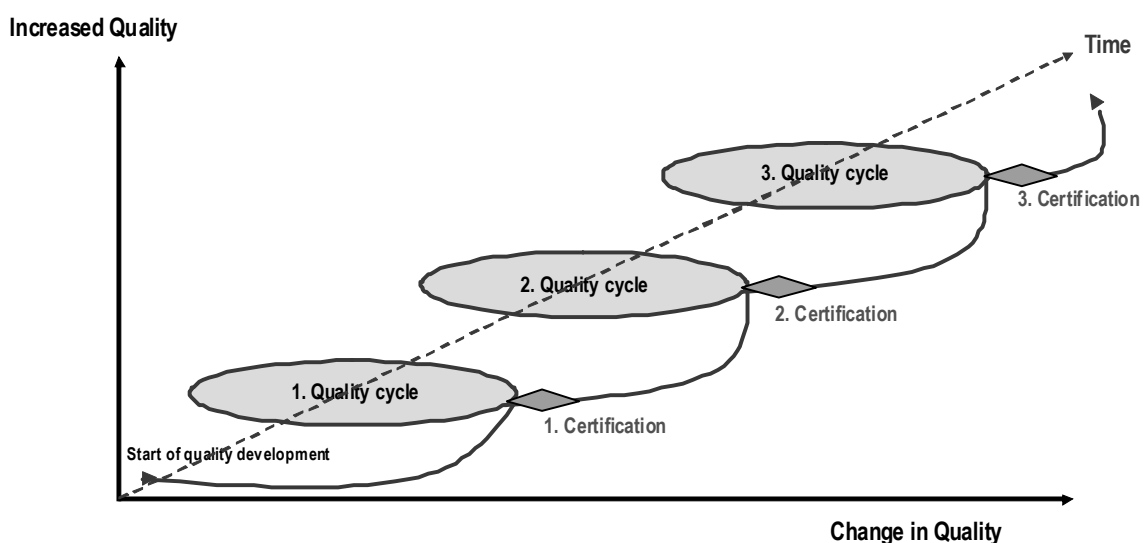 Increased Quality
Time
3. Quality cycle
3. Certification
2. Quality cycle
2. Certification
1. Quality cycle
1. Certification
Start of quality development
Change in Quality